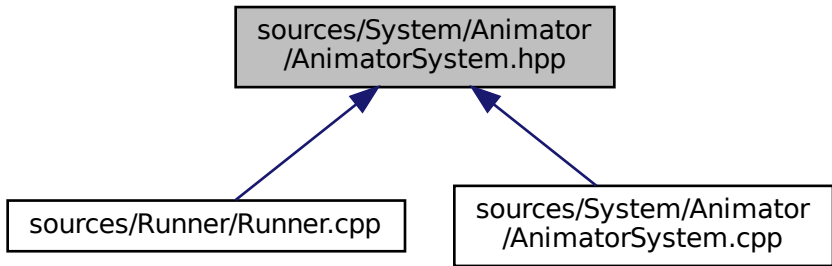 sources/System/Animator
/AnimatorSystem.hpp
sources/Runner/Runner.cpp
sources/System/Animator
/AnimatorSystem.cpp